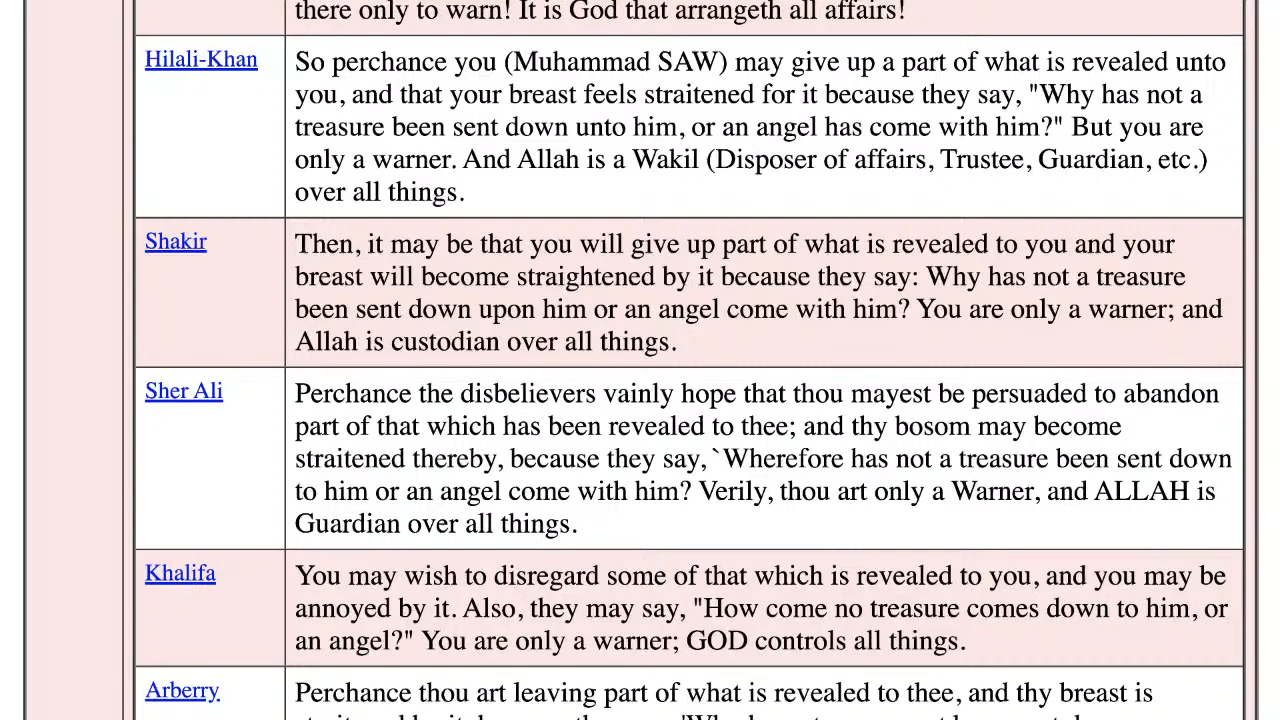 there only to warn! It is God that arrangeth all affairs!
Hilali-Khan
So perchance you (Muhammad SAW) may give up a part of what is revealed unto
you, and that your breast feels straitened for it because they say, "Why has not a
treasure been sent down unto him, or an angel has come with him?" But you are
only a warner. And Allah is a Wakil (Disposer of affairs, Trustee, Guardian, etc.)
over all things.
Shakir
Then, it may be that you will give up part of what is revealed to you and your
breast will become straightened by it because they say: Why has not a treasure
been sent down upon him or an angel come with him? You are only a warner; and
Allah is custodian over all things.
Sher Ali
Perchance the disbelievers vainly hope that thou mayest be persuaded to abandon
part of that which has been revealed to thee; and thy bosom may become
straitened thereby, because they say, `Wherefore has not a treasure been sent down
to him or an angel come with him? Verily, thou art only a Warner, and ALLAH is
Guardian over all things.
Khalifa
You may wish to disregard some of that which is revealed to you, and you may be
annoyed by it. Also, they may say, "How come no treasure comes down to him, or
an angel?" You are only a warner; GOD controls all things.
Arberry
Perchance thou art leaving part of what is revealed to thee, and thy breast is